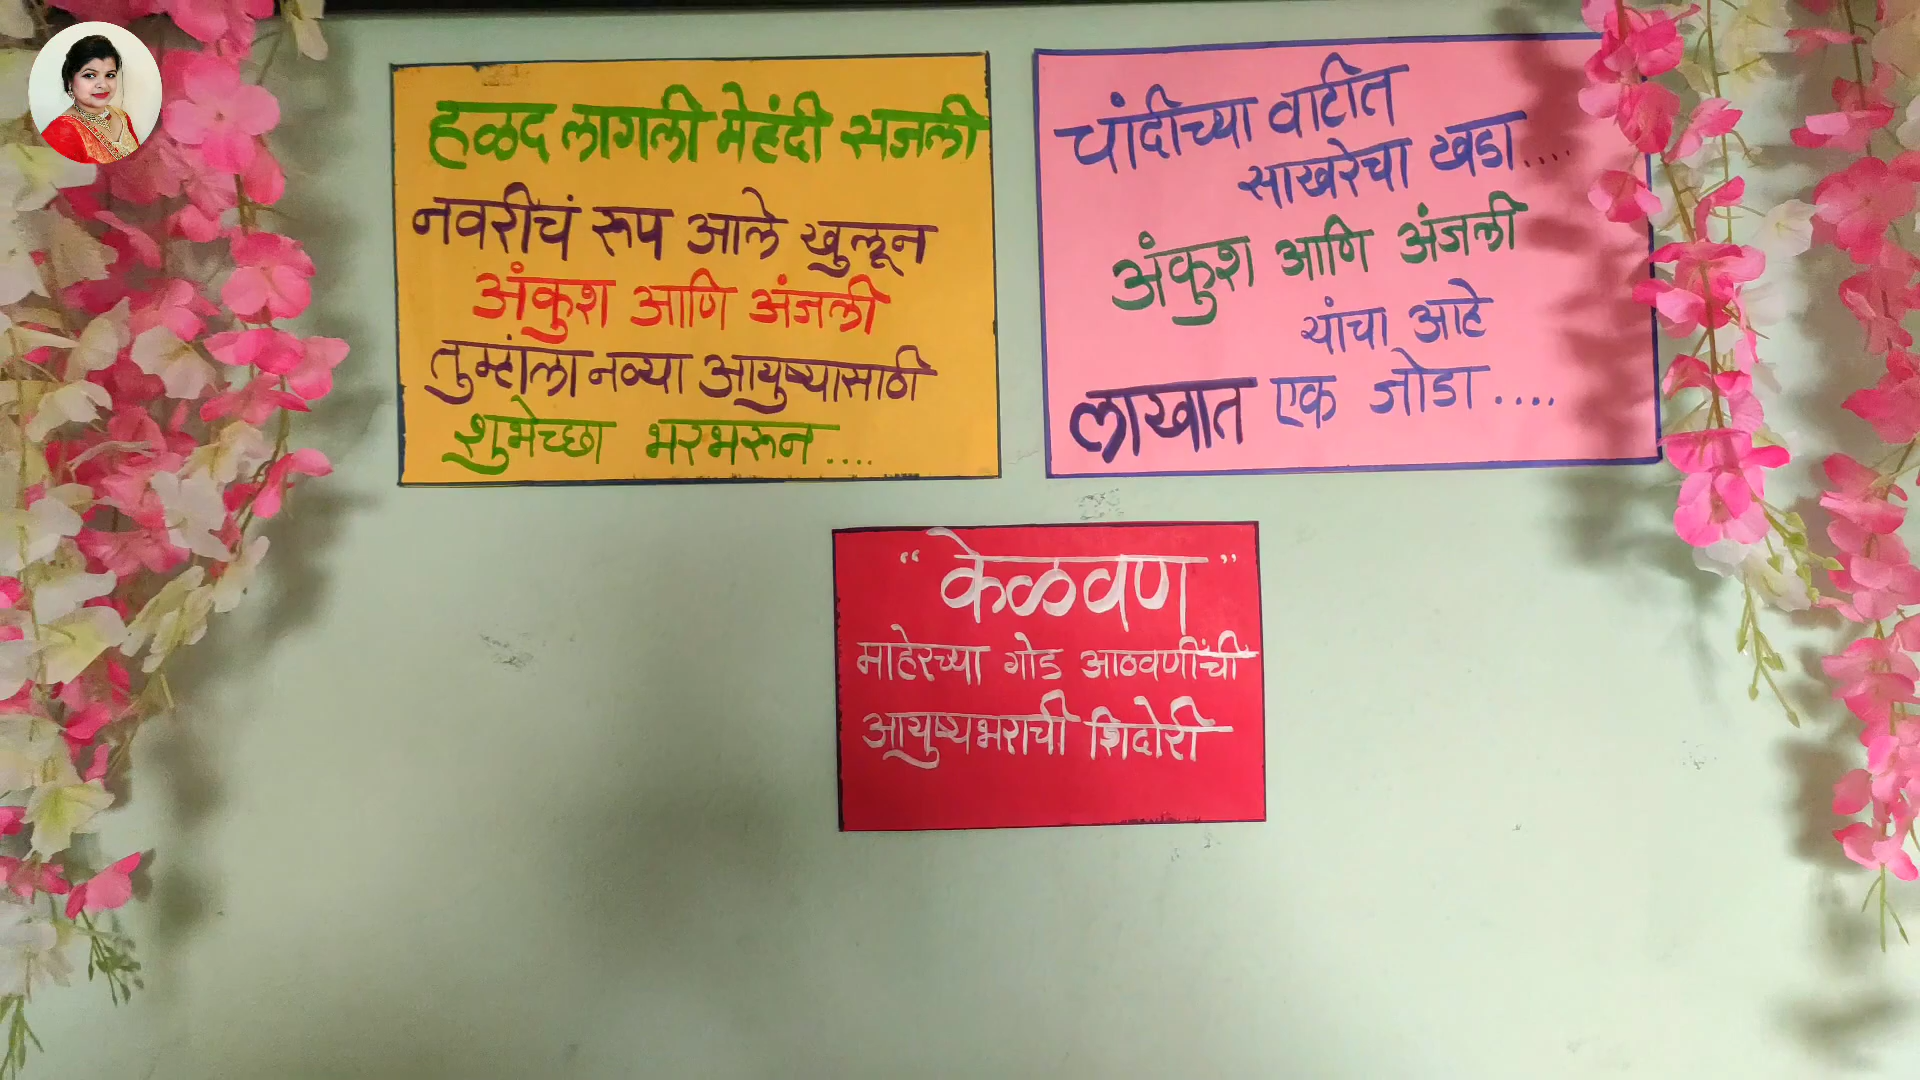 हळद लागली मेहंदी सजली
नवरीचं रूप आले खुलून
अंकुश आणि अंजली
तुम्हांला नव्या आयुष्यासाठी
शुभेच्छा भरभरून....
चांदीच्या वाटीत
साखरेचा खडा....
अंकुश आणि अंजली
यांचा आहे
लाखात एक जोडा....
"केळवण"
माहेरच्या गोड आठवणींची
आयुष्यभराची शिदोरी